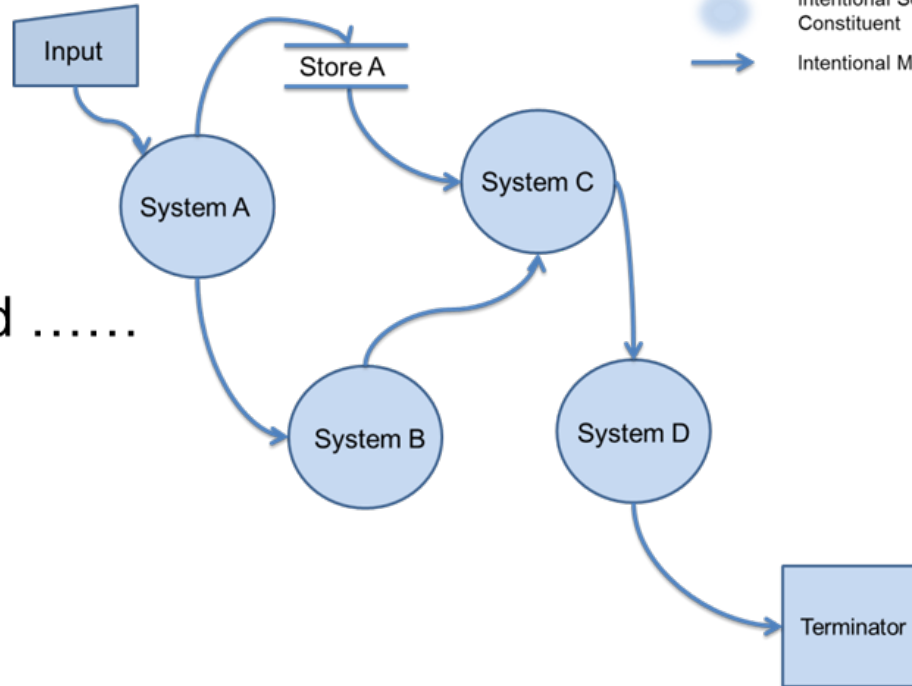 Constituent
Intentional
Input
Store A
System C
System A
......
System B
System D
Terminator